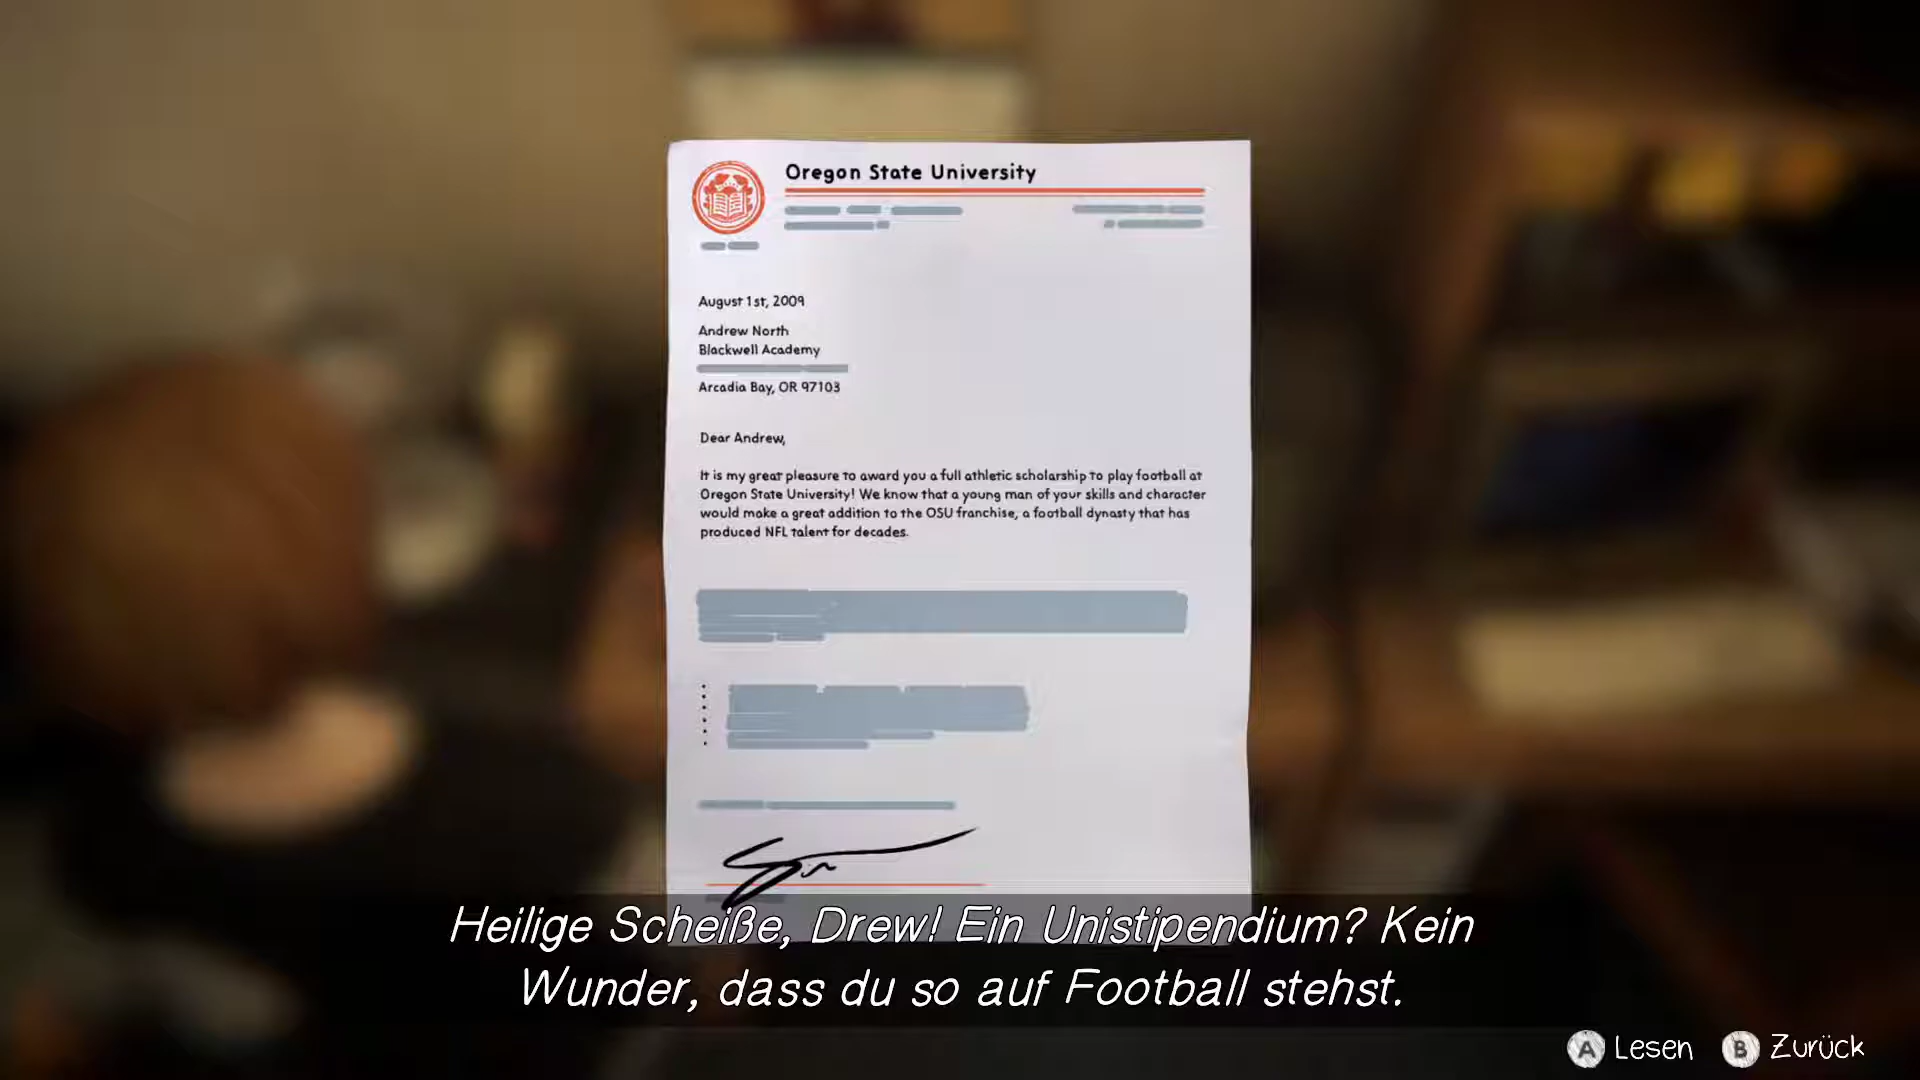 Oregon State University
August 1st, 2009
Andrew North
Blackwell Academy
Arcadia Bay, OR 97103
Dear Andrew,
It is my great pleasure to award you a full athletic scholarship to play football at
Oregon State University! We know that a young man of your skills and character
would make a great addition to the OSU franchise, a football dynasty that has
produced NFL talent for decades.
Heilige Scheiße, Drew! Ein Unistipendium? Kein
Wunder, dass du so auf Football stehst.
A Lesen B Zurück